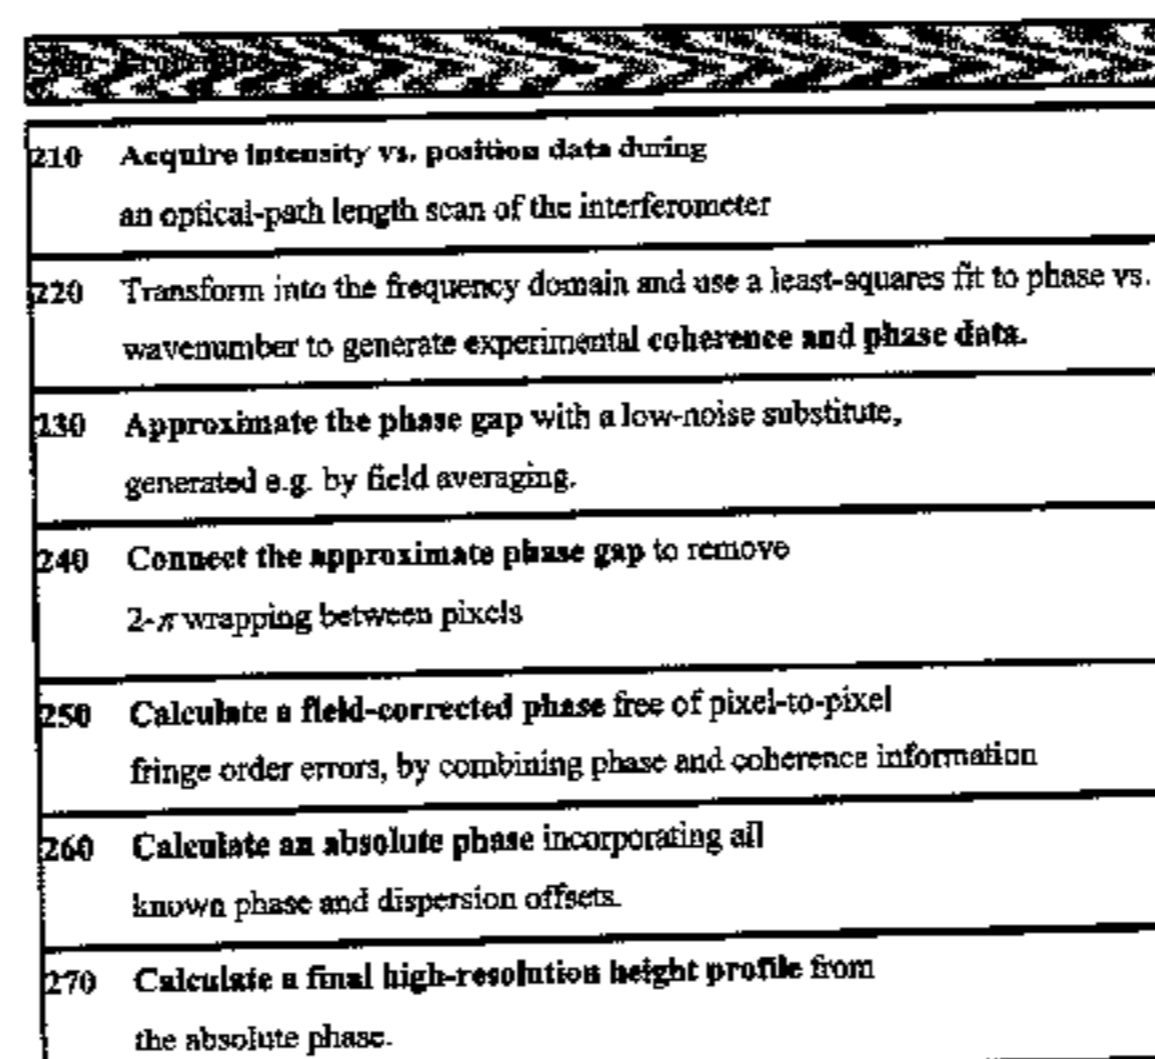 210 Acquire intensity vs. position data during
an optical-path length scan of the interferometer
220 Transform into the frequency domain and use a least-squares fit to phase vs.
wavenumber to generate experimental coherence and phase data.
230 Approximate the phase gap with a low-noise substitute,
generated e.g. by field averaging.
240 Connect the approximate phase gap to remove
2-π wrapping between pixels
250 Calculate a field-corrected phase free of pixel-to-pixel
fringe order errors, by combining phase and coherence information
260 Calculate an absolute phase incorporating all
known phase and dispersion offsets.
270 Calculate a final high-resolution height profile from
the absolute phase.